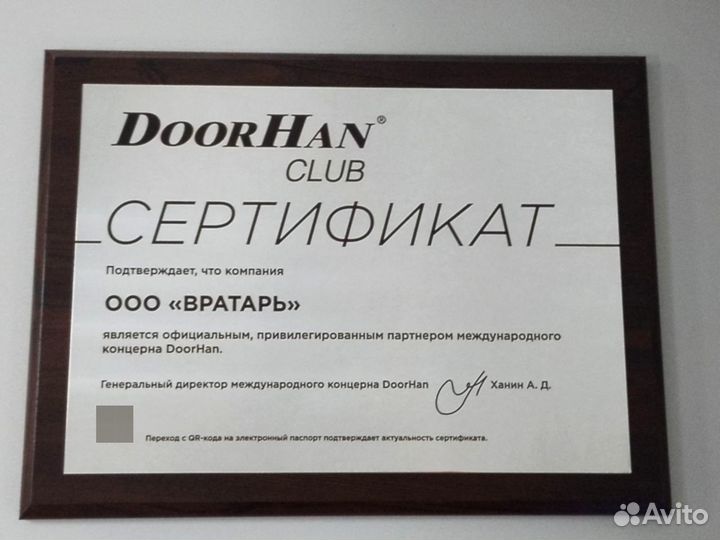 DOORHAN®
CLUB
СЕРТИФИКАТ
Подтверждает, что компания
ООО «ВРАТАРЬ»
является официальным, привилегированным партнером международного
концерна DoorHan.
Генеральный директор международного концерна DoorHan Ханин А. Д.
Переход с QR-кода на электронный паспорт подтверждает актуальность сертификата.
Avito